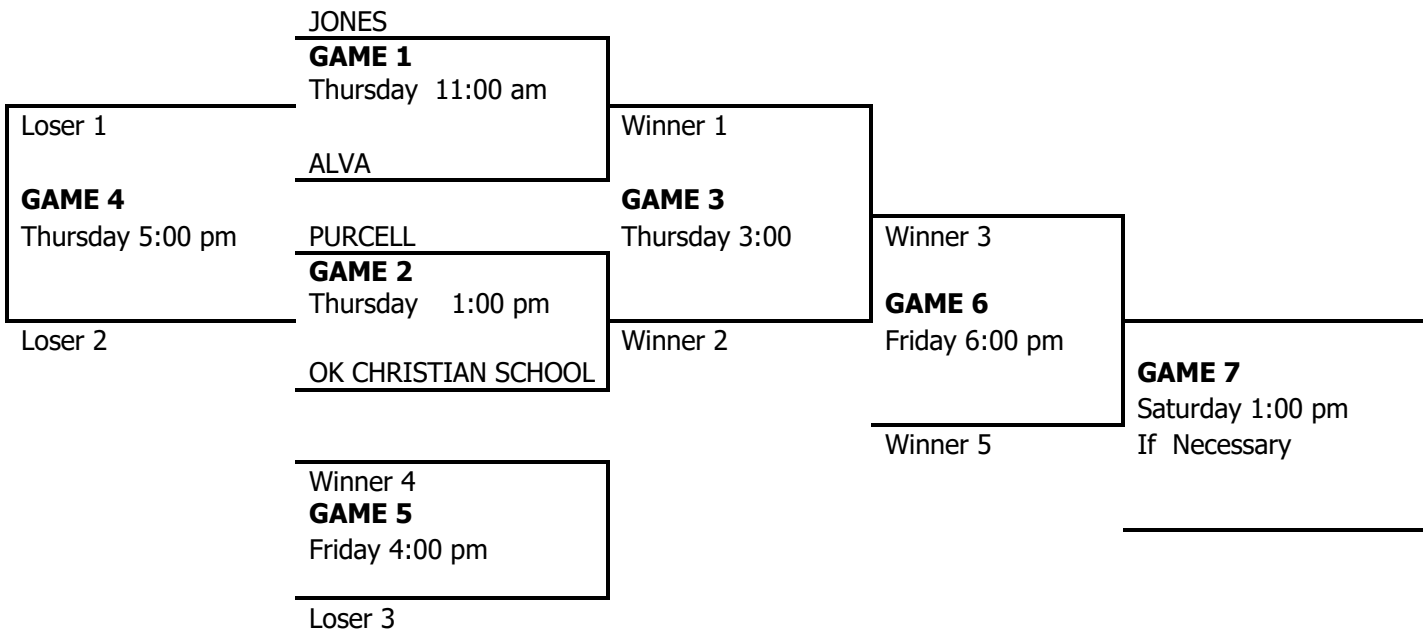 JONES
GAME 1
Thursday 11:00 am
Loser 1
Winner 1
ALVA
GAME 4
GAME 3
Thursday 5:00 pm
PURCELL
Thursday 3:00
Winner 3
GAME 2
Thursday 1:00 pm
GAME 6
Loser 2
Winner 2
Friday 6:00 pm
OK CHRISTIAN SCHOOL
GAME 7
Saturday 1:00 pm
Winner 5
If Necessary
Winner 4
GAME 5
Friday 4:00 pm
Loser 3